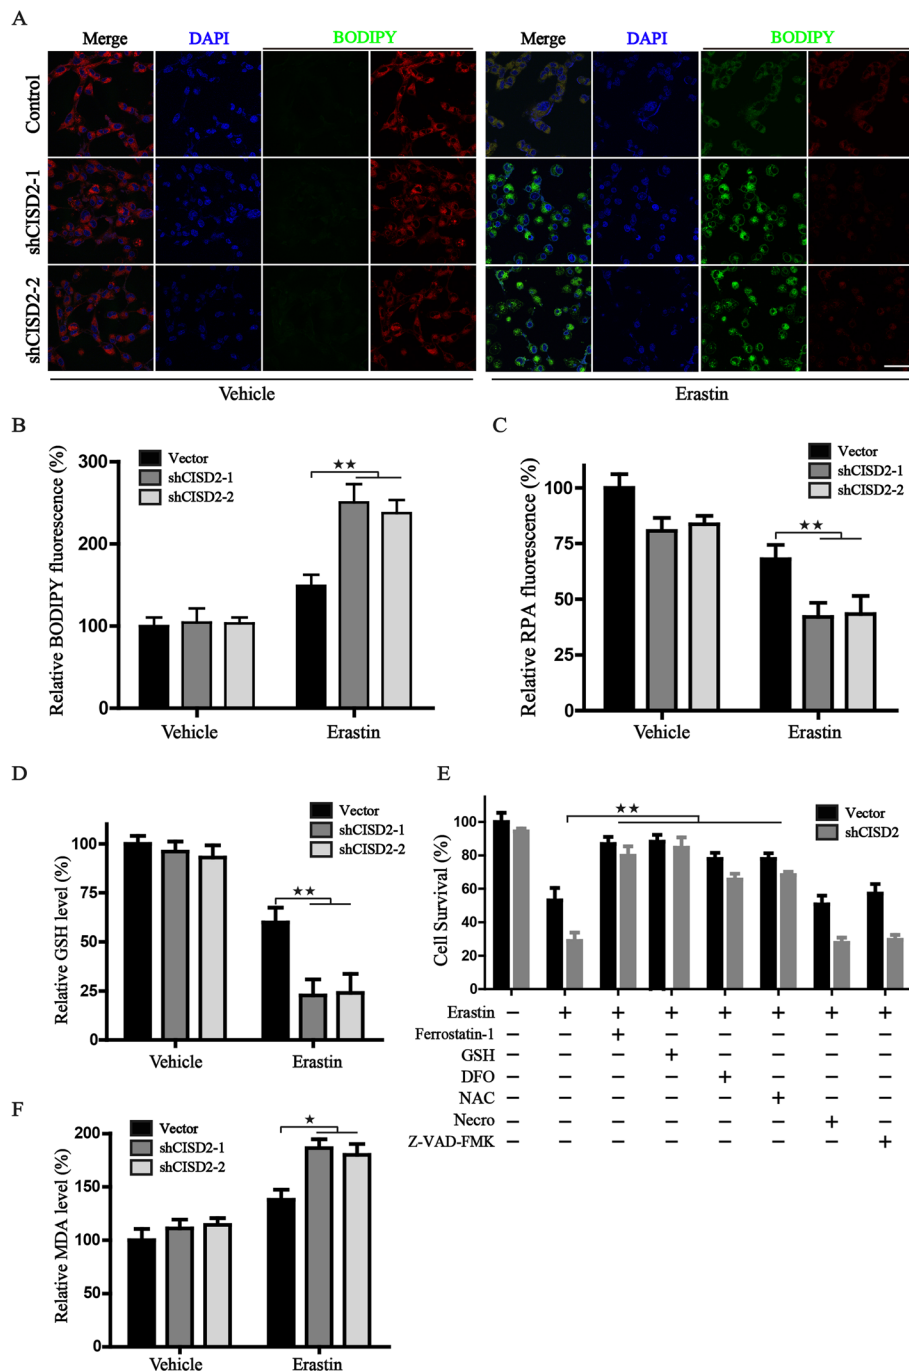 A
Merge DAPI BODIPY Merge DAPI BODIPY
Control
shCISD2-1
shCISD2-2
Vehicle Erastin
B
Relative BODIPY fluorescence (%)
300
200
100
0
Vector
shCISD2-1
shCISD2-2
★★
Vehicle Erastin
C
Relative RPA fluorescence (%)
100
75
50
25
0
Vector
shCISD2-1
shCISD2-2
★★
Vehicle Erastin
D
Relative GSH level (%)
100
75
50
25
0
Vector
shCISD2-1
shCISD2-2
★★
Vehicle Erastin
E
Cell Survival (%)
100
80
60
40
20
0
★★
Vector
shCISD2
Erastin − + + + + + + +
Ferrostatin-1 − − + − − − − −
GSH − − − + − − − −
DFO − − − − + − − −
NAC − − − − − + − −
Necro − − − − − − + −
Z-VAD-FMK − − − − − − − +
F
Relative MDA level (%)
200
150
100
50
0
Vector
shCISD2-1
shCISD2-2
★
Vehicle Erastin